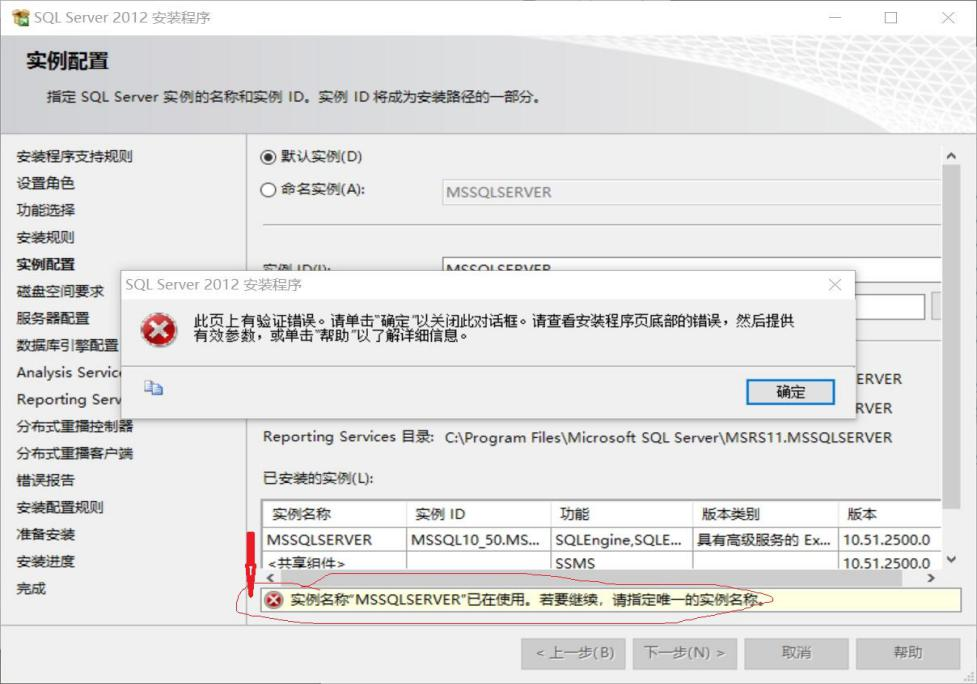 SQL Server 2012 安装程序
实例配置
指定 SQL Server 实例的名称和实例 ID。实例 ID 将成为安装路径的一部分。
安装程序支持规则
设置角色
功能选择
安装规则
实例配置
磁盘空间要求
服务器配置
数据库引擎配置
Analysis Servic
Reporting Serv
分布式重播控制器
分布式重播客户端
错误报告
安装配置规则
准备安装
安装进度
完成
默认实例(D)
命名实例(A): MSSQLSERVER
实例 ID(I): MSSQLSERVER
SQL Server 2012 安装程序
此页上有验证错误。请单击"确定"以关闭此对话框。请查看安装程序页底部的错误，然后提供
有效参数，或单击"帮助"以了解详细信息。
确定
ERVER
RVER
Reporting Services 目录: C:\Program Files\Microsoft SQL Server\MSRS11.MSSQLSERVER
已安装的实例(L):
实例名称 实例 ID 功能 版本类别 版本
MSSQLSERVER MSSQL10_50.MS... SQLEngine,SQLE... 具有高级服务的 Ex... 10.51.2500.0
<共享组件> SSMS 10.51.2500.0
实例名称"MSSQLSERVER"已在使用。若要继续，请指定唯一的实例名称。
< 上一步(B) 下一步(N) > 取消 帮助